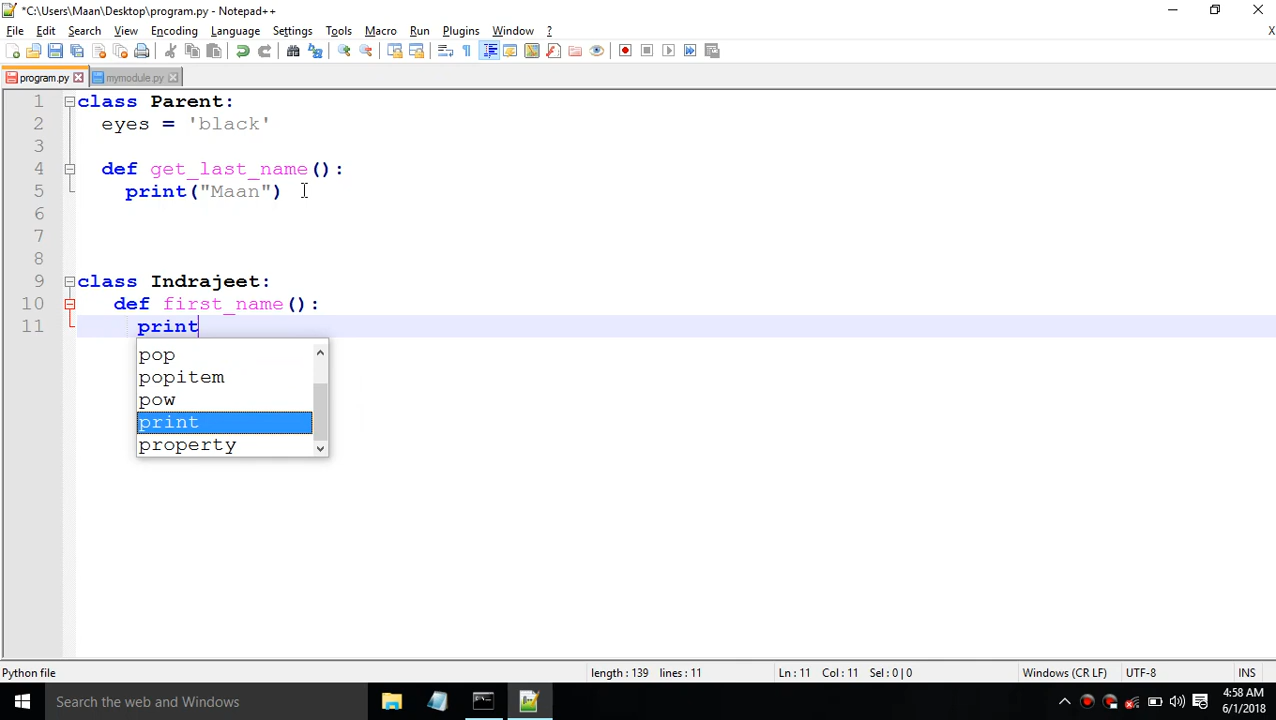 *C:\Users\Maan\Desktop\program.py - Notepad++
File Edit Search View Encoding Language Settings Tools Macro Run Plugins Window ?
X
program.py mymodule.py
1 class Parent:
2 eyes = 'black'
3
4 def get_last_name():
5 print("Maan")
6
7
8
9 class Indrajeet:
10 def first_name():
11 print
pop
popitem
pow
print
property
Python file length : 139 lines : 11 Ln : 11 Col : 11 Sel : 0 | 0 Windows (CR LF) UTF-8 INS
Search the web and Windows
4:58 AM
6/1/2018